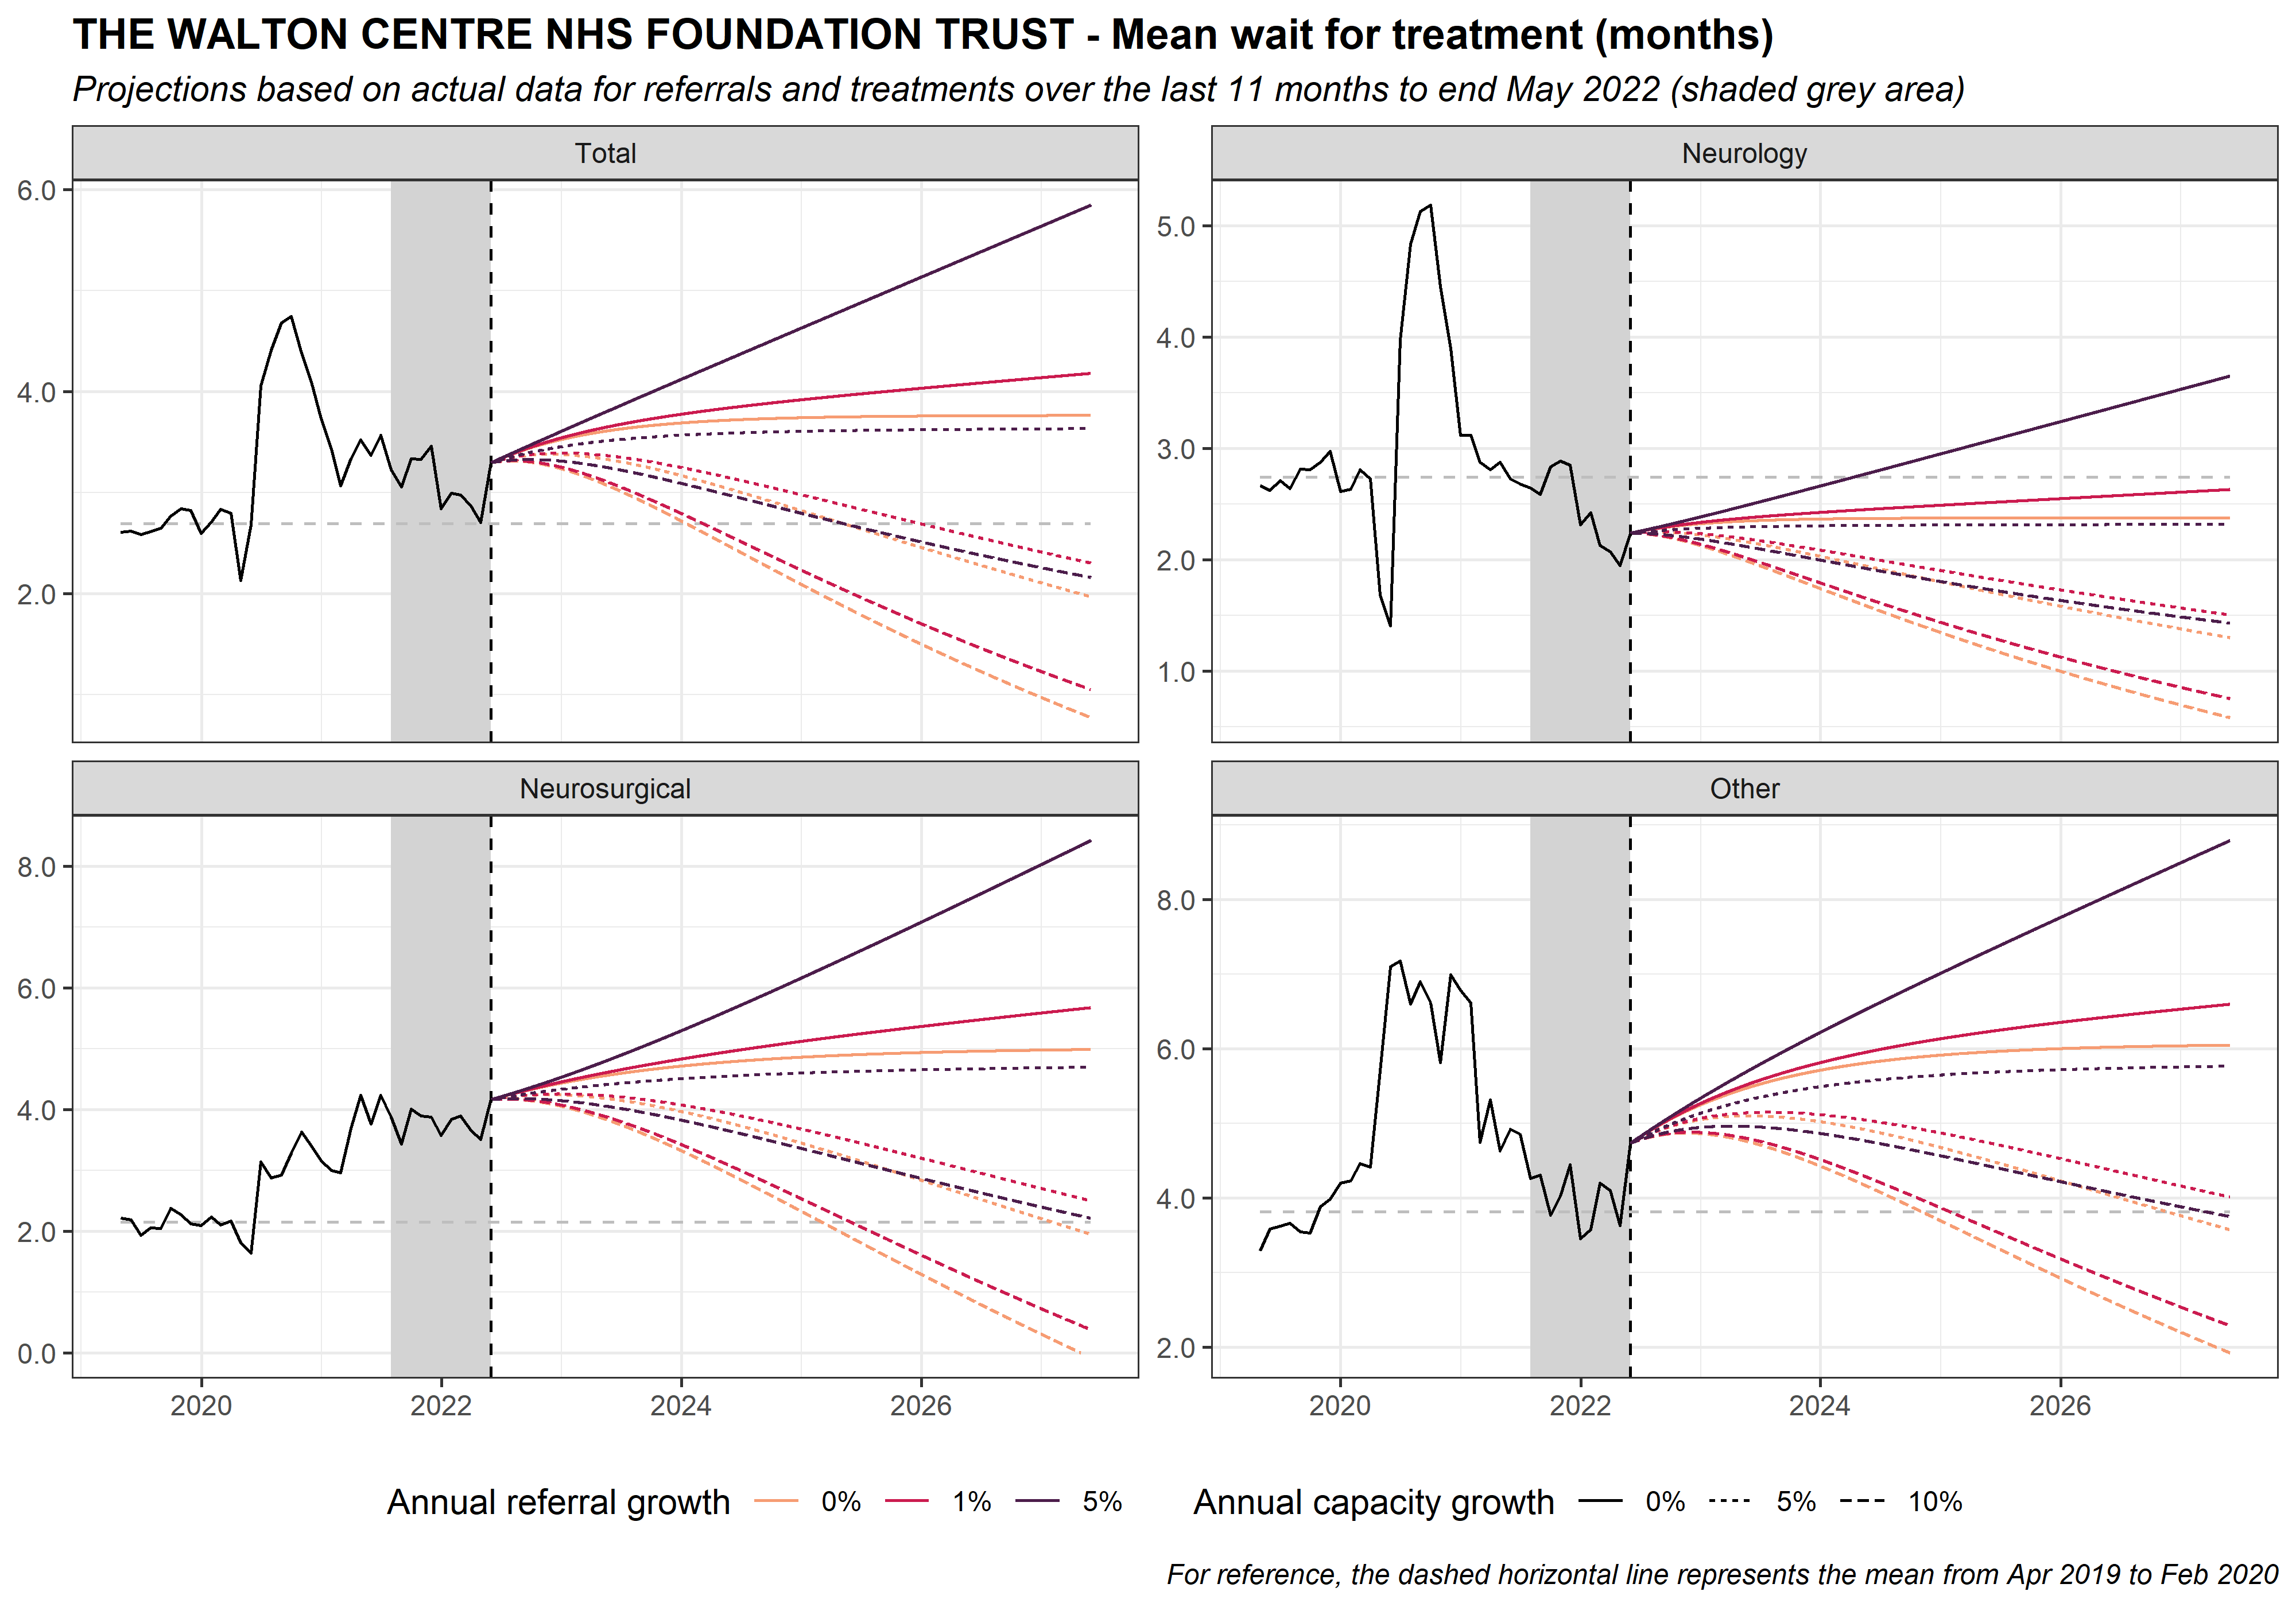 THE WALTON CENTRE NHS FOUNDATION TRUST - Mean wait for treatment (months)
Projections based on actual data for referrals and treatments over the last 11 months to end May 2022 (shaded grey area)
Total
6.0
4.0
2.0
Neurology
5.0
4.0
3.0
2.0
1.0
Neurosurgical
8.0
6.0
4.0
2.0
0.0
2020 2022 2024 2026
Other
8.0
6.0
4.0
2.0
2020 2022 2024 2026
Annual referral growth 0% 1% 5%
Annual capacity growth 0% 5% 10%
For reference, the dashed horizontal line represents the mean from Apr 2019 to Feb 2020